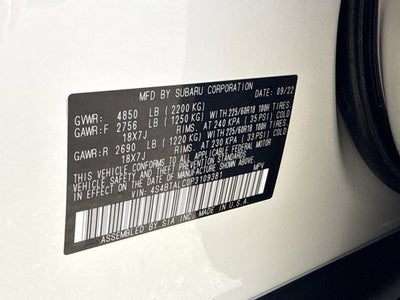 MFD BY SUBARU CORPORATION DATE: 09/22
GVWR: 4850 LB (2200 KG)
GAWR:F 2756 LB (1250 KG) WITH 225/60R18 100H TIRES,
18X7J RIMS, AT 240 KPA (35 PSI) COLD
GAWR:R 2690 LB (1220 KG) WITH 225/60R18 100H TIRES,
18X7J RIMS, AT 230 KPA (33 PSI) COLD
THIS VEHICLE CONFORMS TO ALL APPLICABLE FEDERAL MOTOR
VEHICLE SAFETY AND THEFT PREVENTION STANDARDS
IN EFFECT ON THE DATE OF MANUFACTURE SHOWN ABOVE.
VIN: 4S4BTALC0P3109381 MPV
ASSEMBLED BY SIA INC. MADE IN U.S.A.